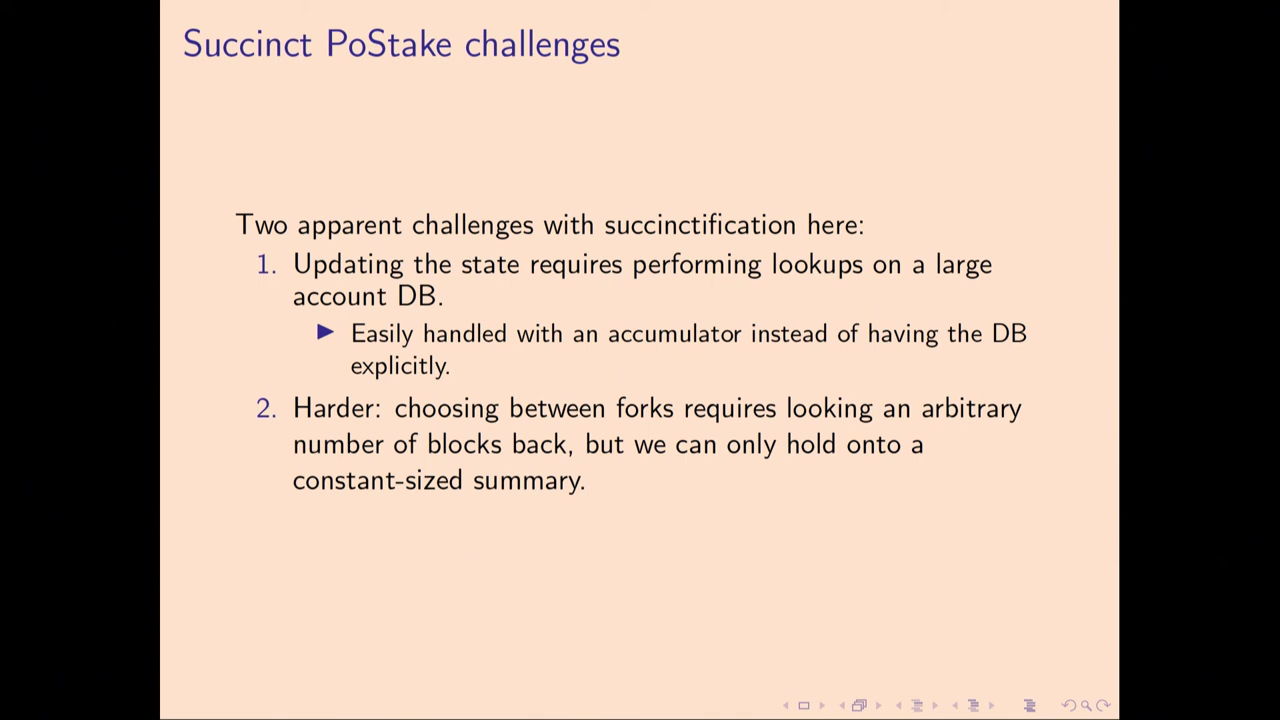 Succinct PoStake challenges
Two apparent challenges with succinctification here:
1. Updating the state requires performing lookups on a large
account DB.
▶ Easily handled with an accumulator instead of having the DB
explicitly.
2. Harder: choosing between forks requires looking an arbitrary
number of blocks back, but we can only hold onto a
constant-sized summary.